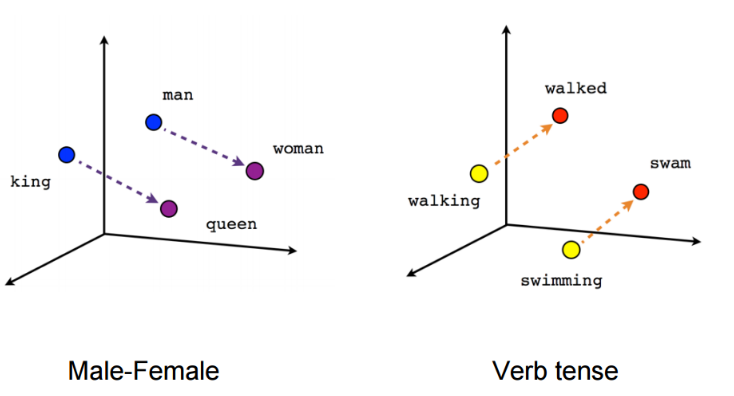 man
woman
king
queen
Male-Female
walked
swam
walking
swimming
Verb tense